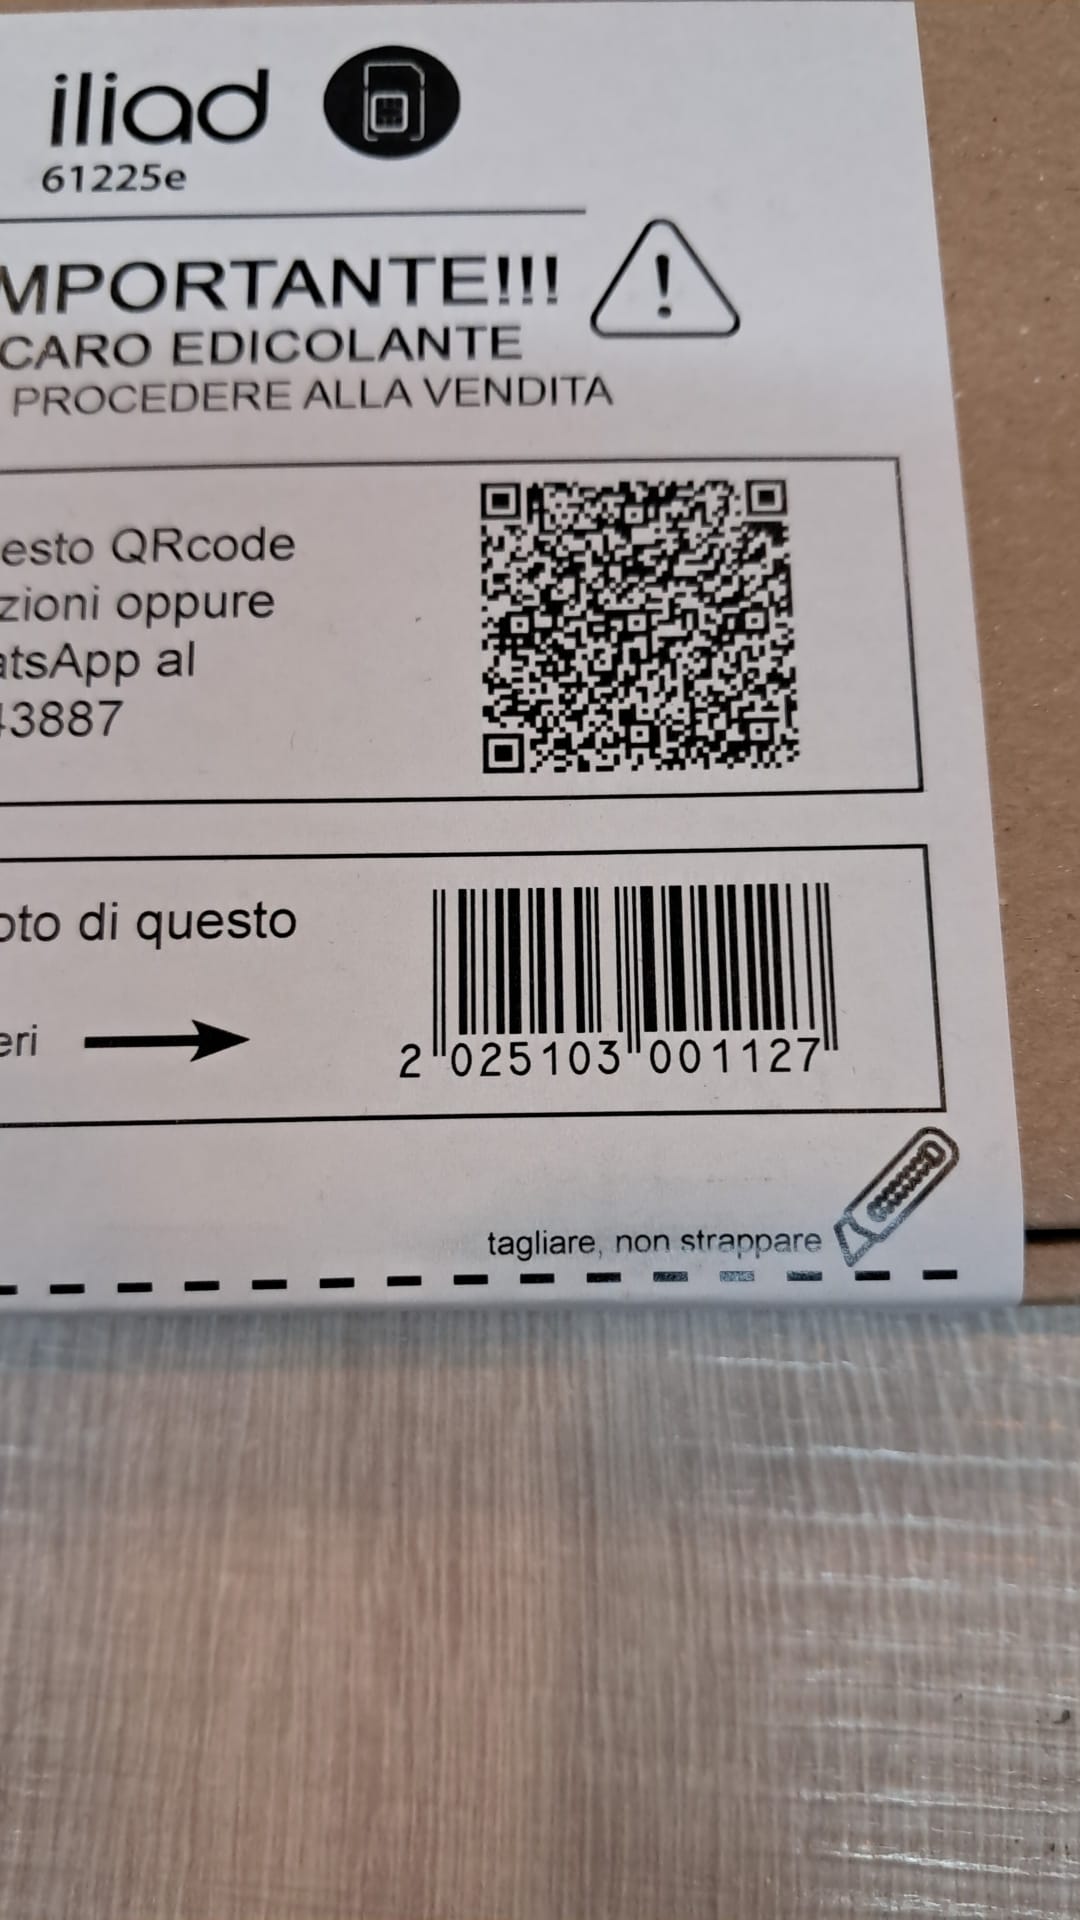 iliad
61225e
MPORTANTE!!!
CARO EDICOLANTE
PROCEDERE ALLA VENDITA
esto QRcode
zioni oppure
atsApp al
43887
oto di questo
eri
2 025103 001127
tagliare, non strappare